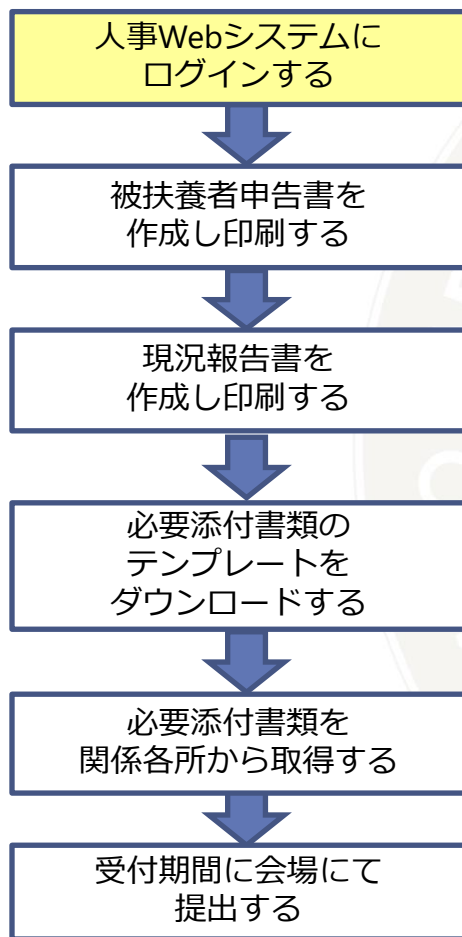 人事Webシステムに
ログインする
被扶養者申告書を
作成し印刷する
現況報告書を
作成し印刷する
必要添付書類の
テンプレートを
ダウンロードする
必要添付書類を
関係各所から取得する
受付期間に会場にて
提出する